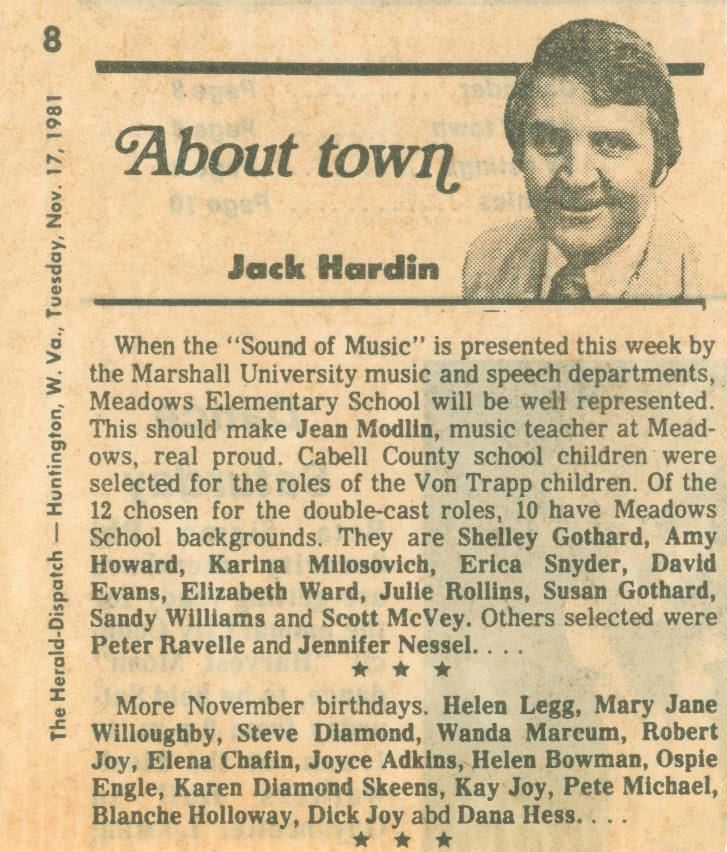 8
The Herald-Dispatch — Huntington, W. Va., Tuesday, Nov. 17, 1981
About town
Jack Hardin
When the "Sound of Music" is presented this week by
the Marshall University music and speech departments,
Meadows Elementary School will be well represented.
This should make Jean Modlin, music teacher at Mead-
ows, real proud. Cabell County school children were
selected for the roles of the Von Trapp children. Of the
12 chosen for the double-cast roles, 10 have Meadows
School backgrounds. They are Shelley Gothard, Amy
Howard, Karina Milosovich, Erica Snyder, David
Evans, Elizabeth Ward, Julie Rollins, Susan Gothard,
Sandy Williams and Scott McVey. Others selected were
Peter Ravelle and Jennifer Nessel. . . .
★ ★ ★
More November birthdays. Helen Legg, Mary Jane
Willoughby, Steve Diamond, Wanda Marcum, Robert
Joy, Elena Chafin, Joyce Adkins, Helen Bowman, Ospie
Engle, Karen Diamond Skeens, Kay Joy, Pete Michael,
Blanche Holloway, Dick Joy abd Dana Hess. . . .
★ ★ ★